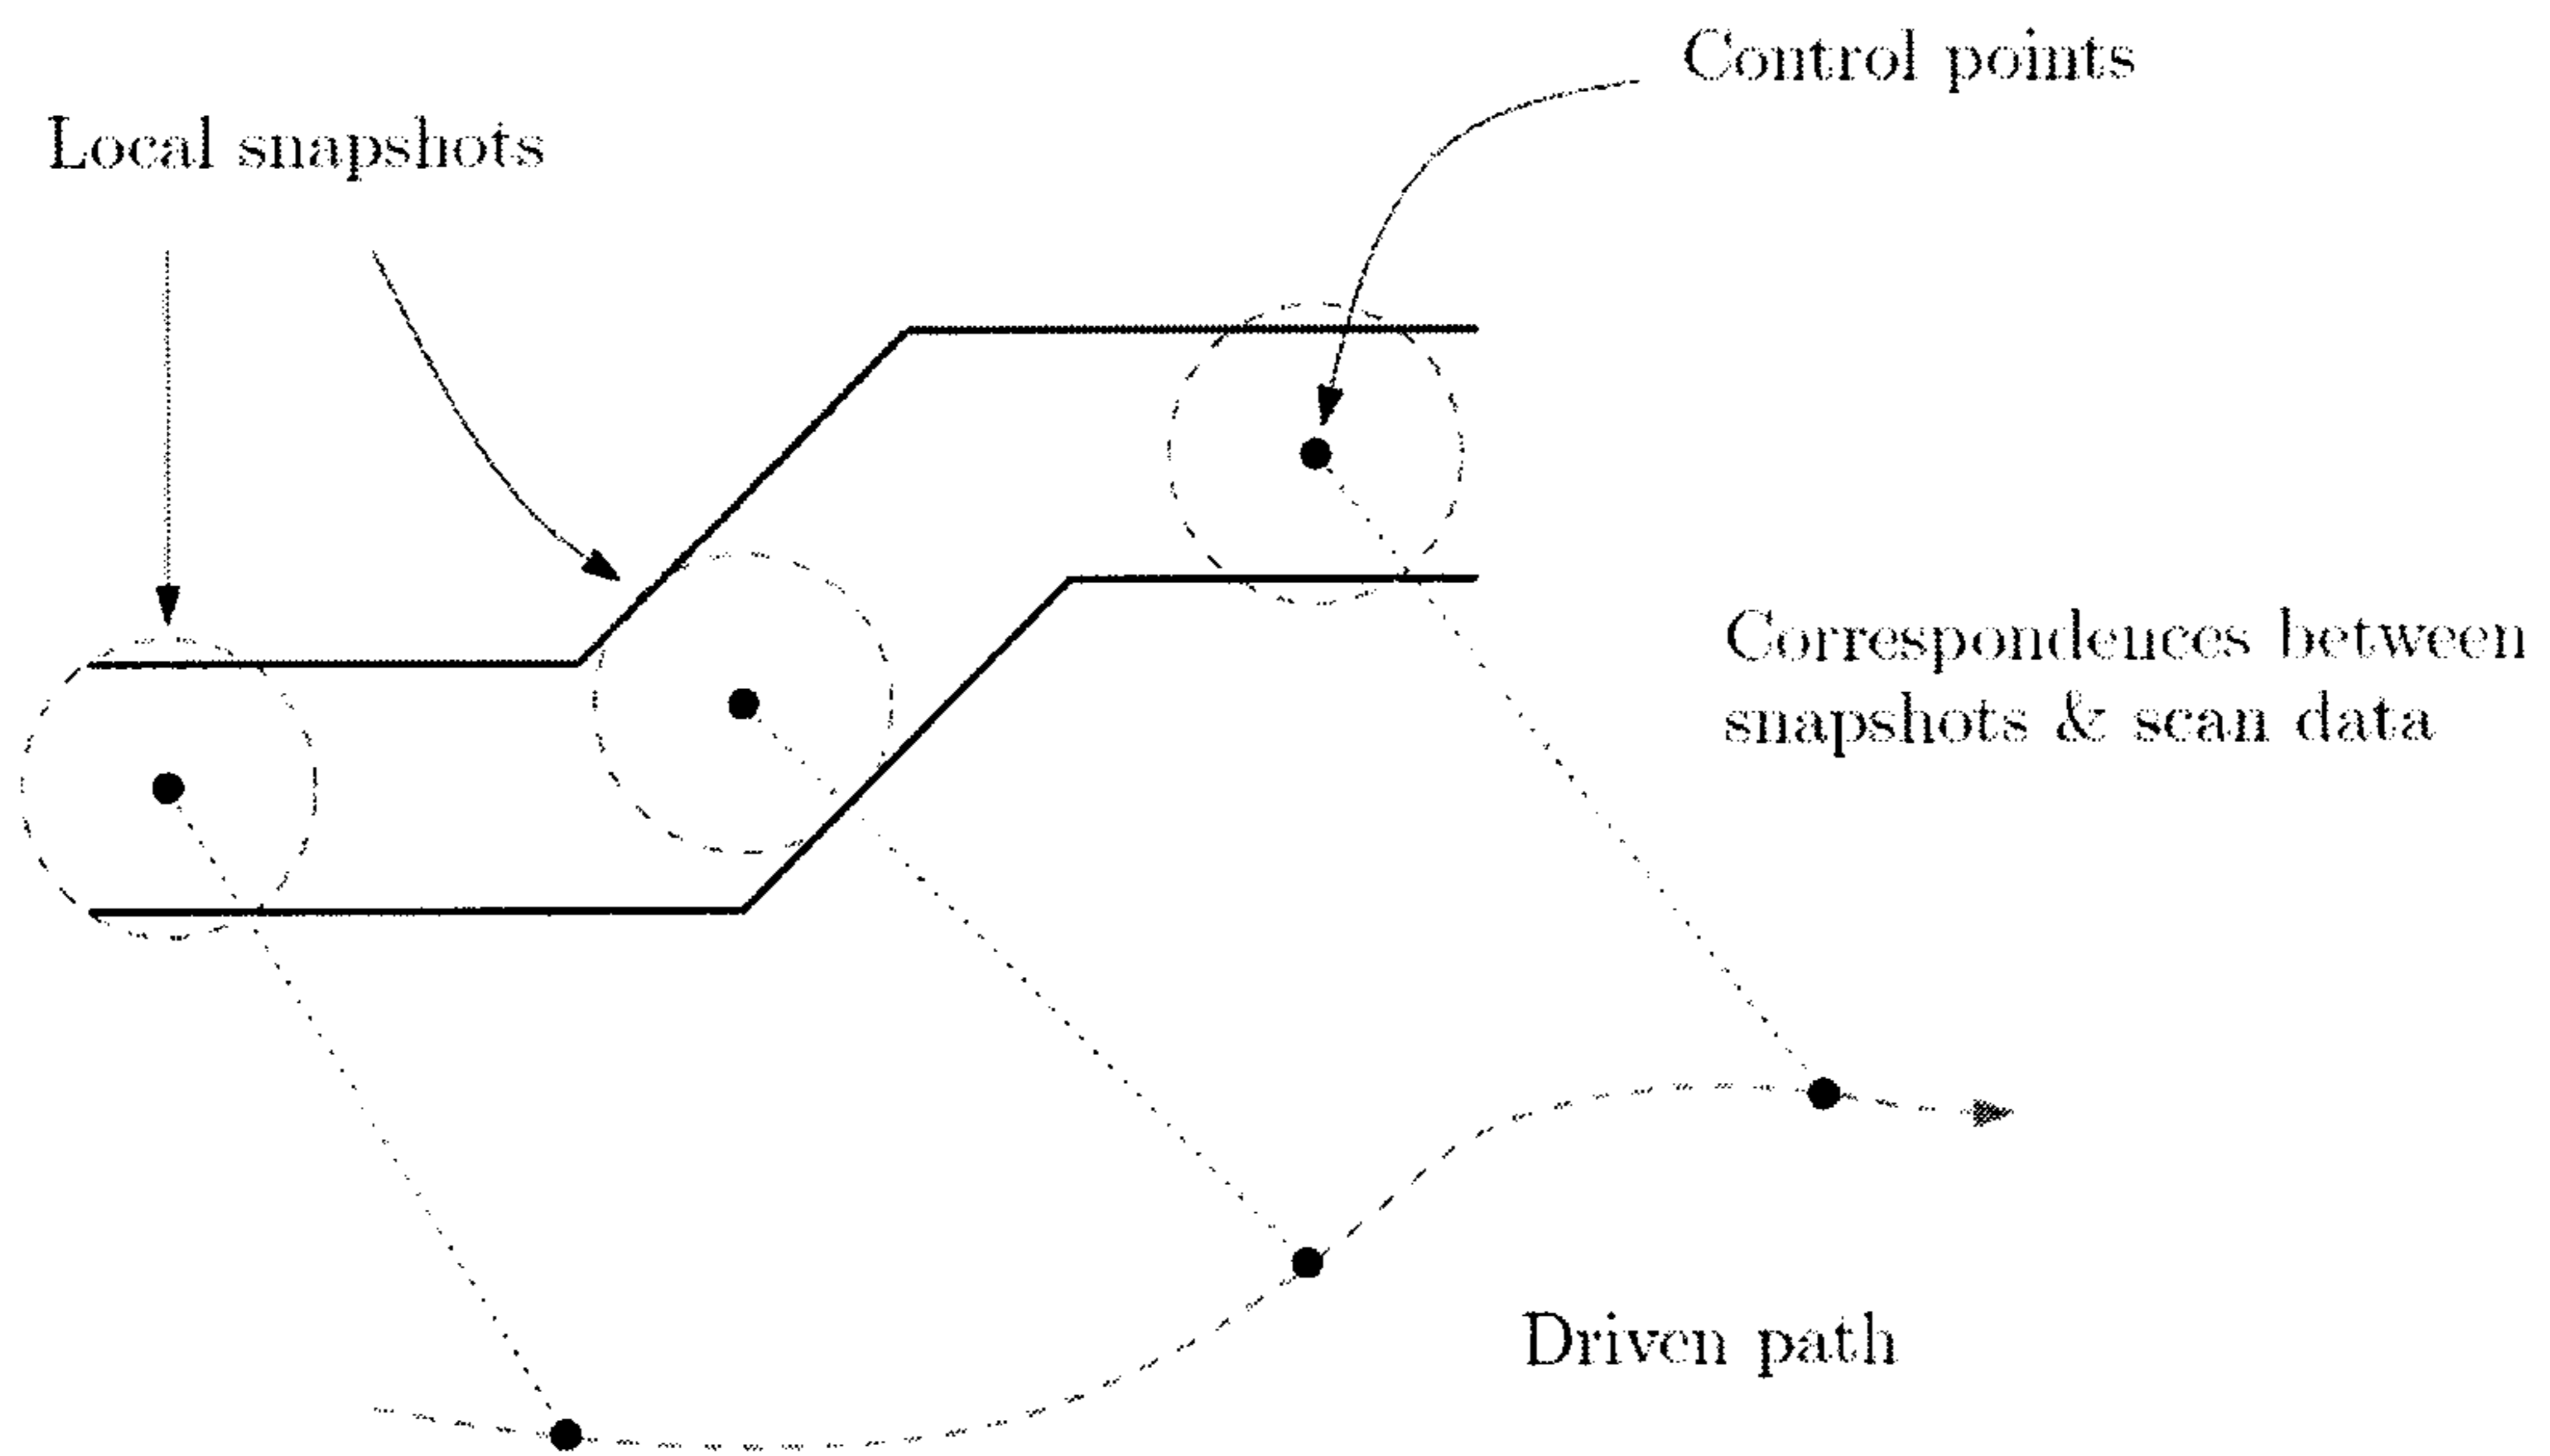 Control points
Local snapshots
Correspondences between
snapshots & scan data
Driven path